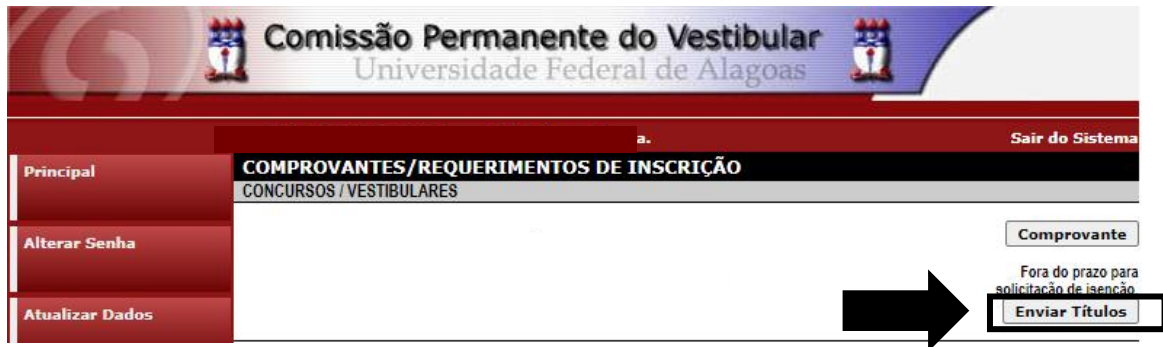 Comissão Permanente do Vestibular
Universidade Federal de Alagoas
a.
Sair do Sistema
Principal
COMPROVANTES/REQUERIMENTOS DE INSCRIÇÃO
CONCURSOS / VESTIBULARES
Alterar Senha
Comprovante
Fora do prazo para
solicitação de isenção
Atualizar Dados
Enviar Títulos